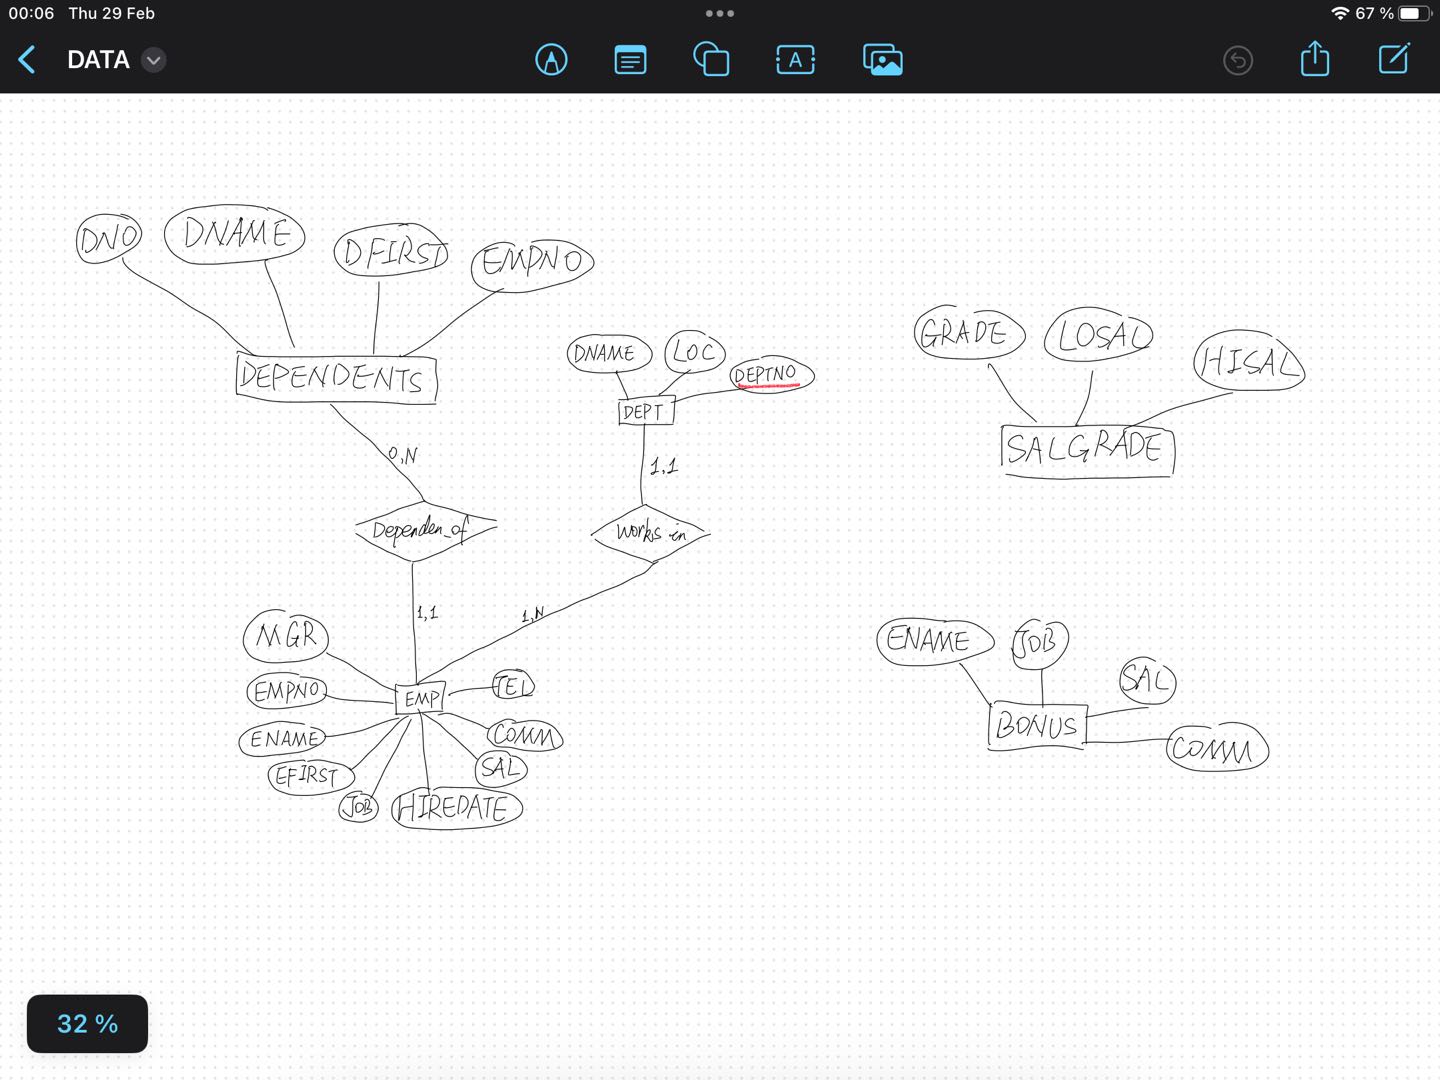 00:06 Thu 29 Feb
67 %
DATA
A
DNO
DNAME
DFIRST
EMPNO
DEPENDENTS
0,N
Dependen_of
1,1
DNAME
LOC
DEPTNO
DEPT
1,1
works in
1,N
MGR
EMPNO
ENAME
EFIRST
JOB
HIREDATE
SAL
COMM
TEL
EMP
GRADE
LOSAL
HISAL
SALGRADE
ENAME
JOB
SAL
COMM
BONUS
32 %